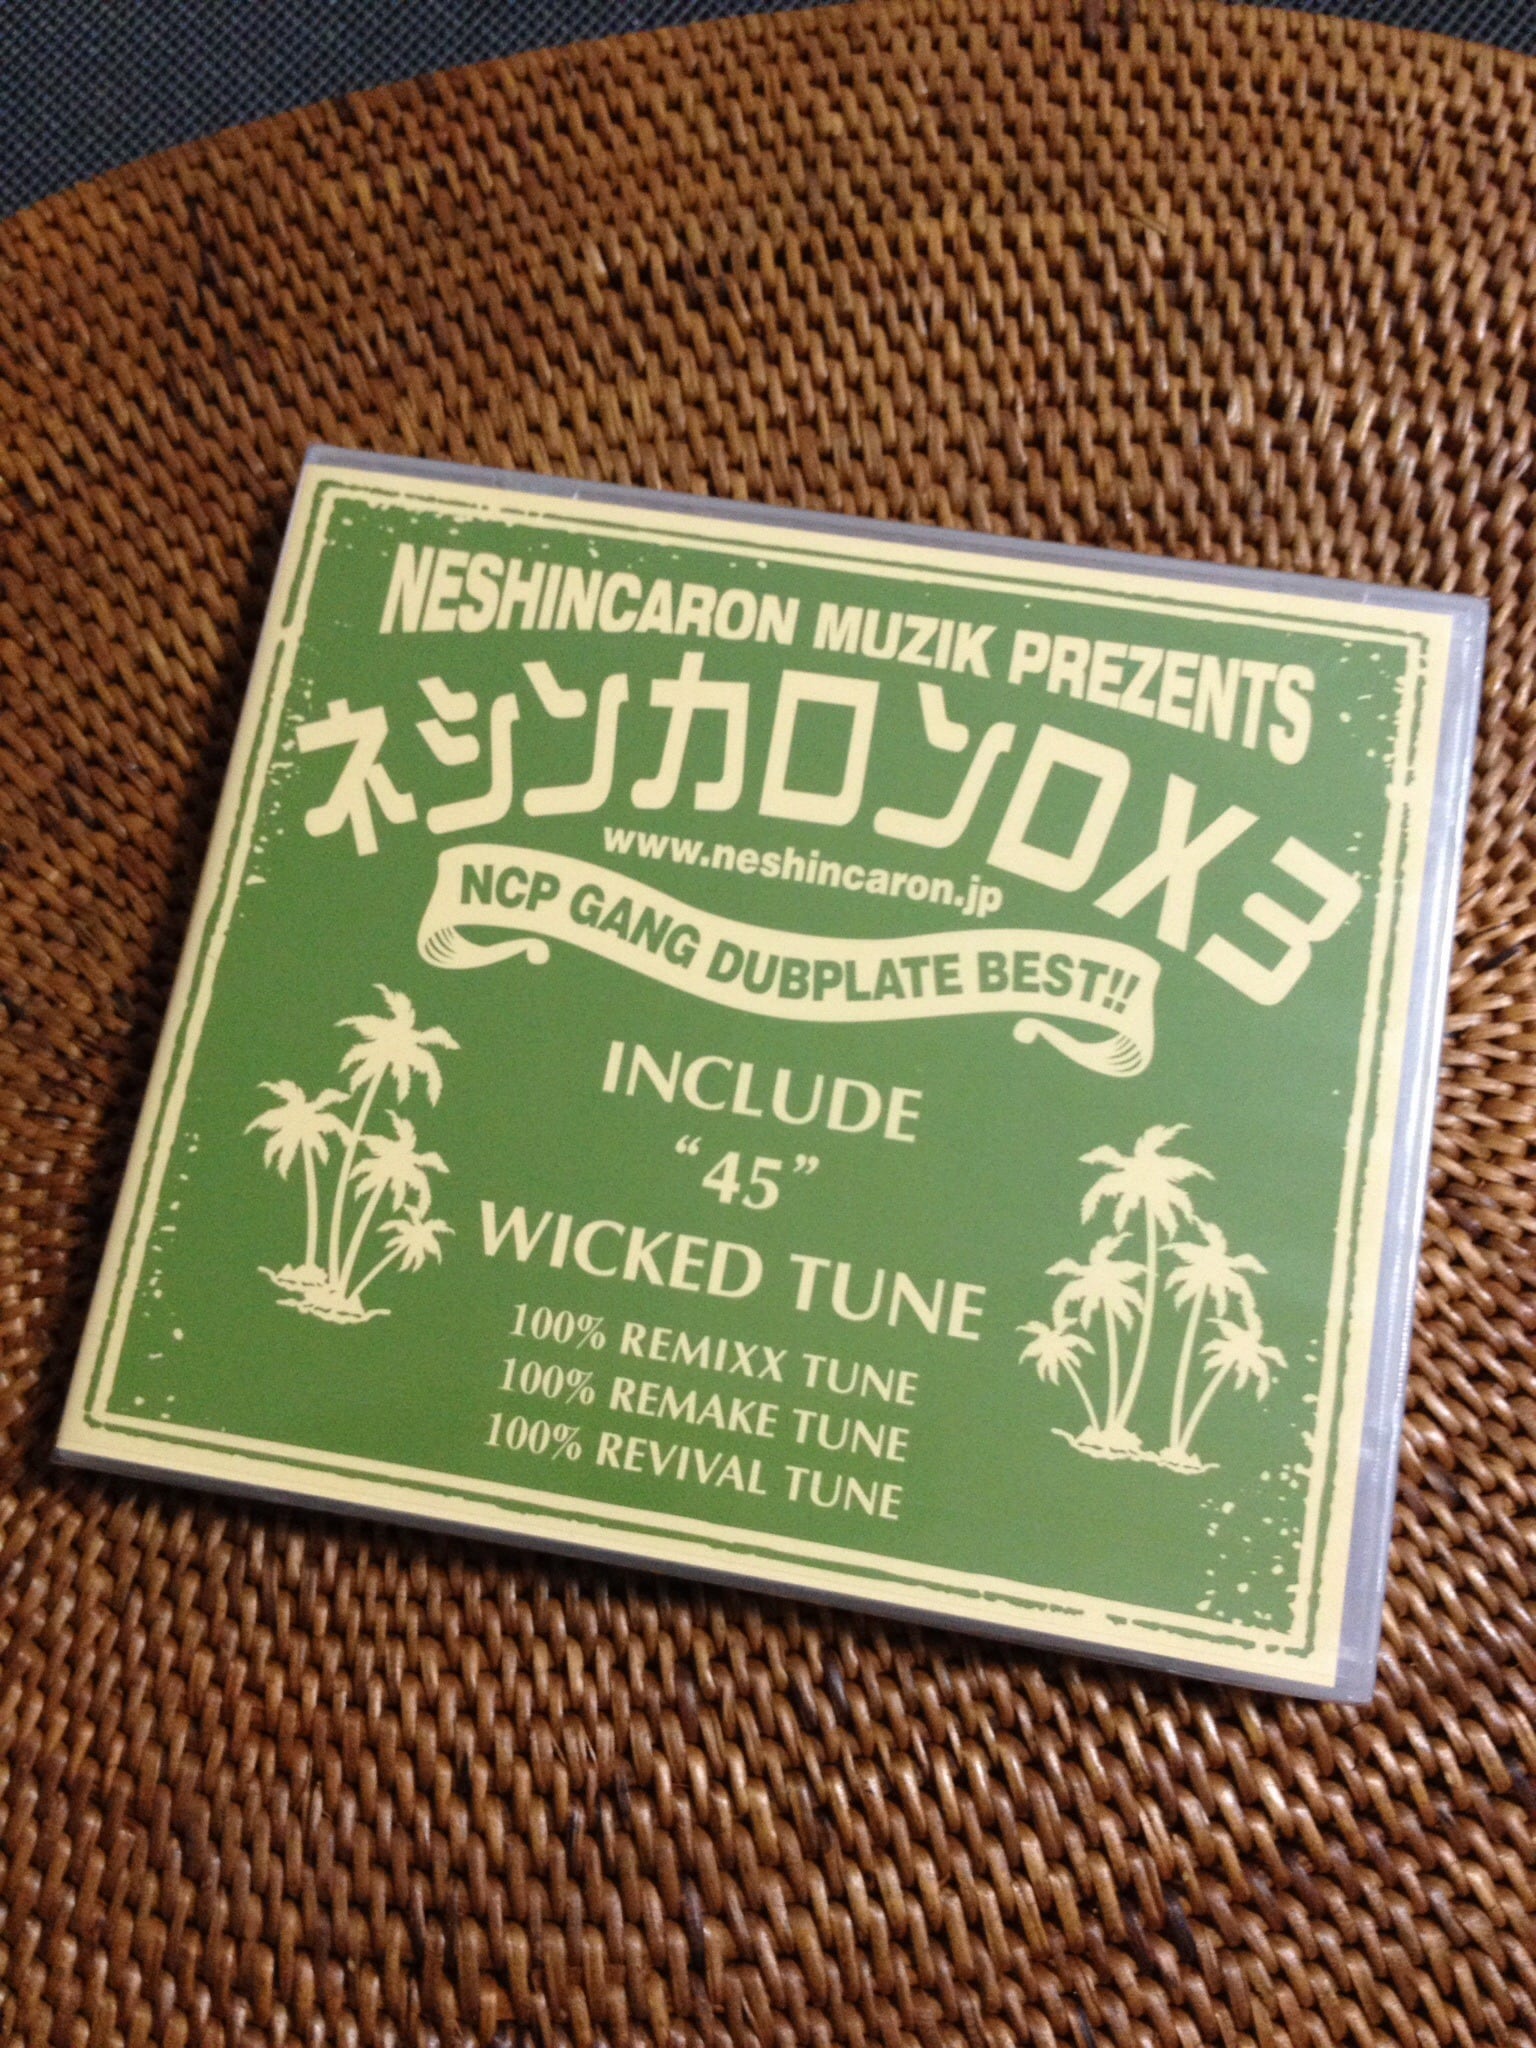 NESHINCARON MUZIK PREZENTS
ネシンカロンDX3
www.neshincaron.jp
NCP GANG DUBPLATE BEST!!
INCLUDE
“45”
WICKED TUNE
100% REMIXX TUNE
100% REMAKE TUNE
100% REVIVAL TUNE